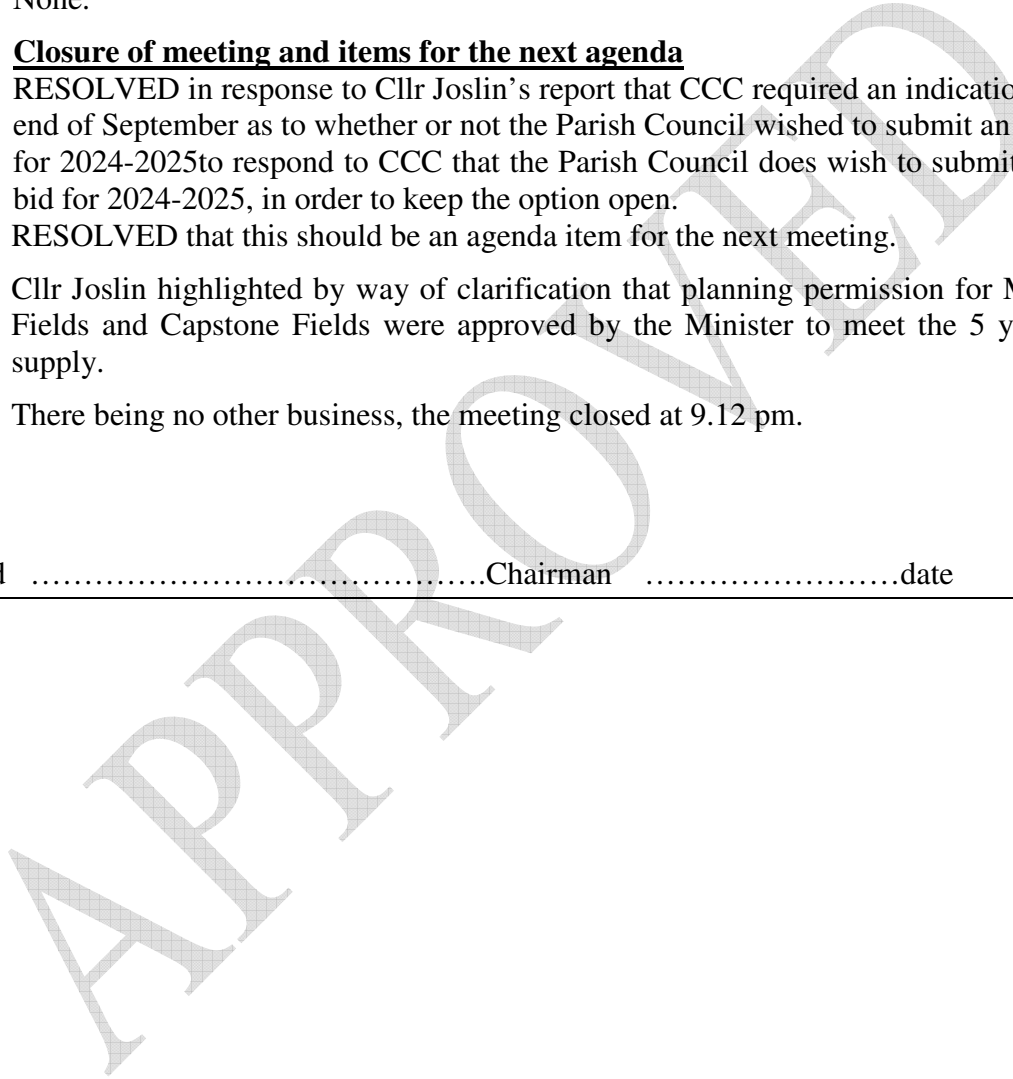 None.
Closure of meeting and items for the next agenda
RESOLVED in response to Cllr Joslin’s report that CCC required an
end of September as to whether or not the Parish Council wished to submit an
for 2024-2025to respond to CCC that the Parish Council does wish to submit
bid for 2024-2025, in order to keep the option open.
RESOLVED that this should be an agenda item for the next meeting.
Cllr Joslin highlighted by way of clarification that planning permission for
Fields and Capstone Fields were approved by the Minister to meet the 5
supply.
There being no other business, the meeting closed at 9.12 pm.
……………………………………….Chairman ……………………date
APPROVED